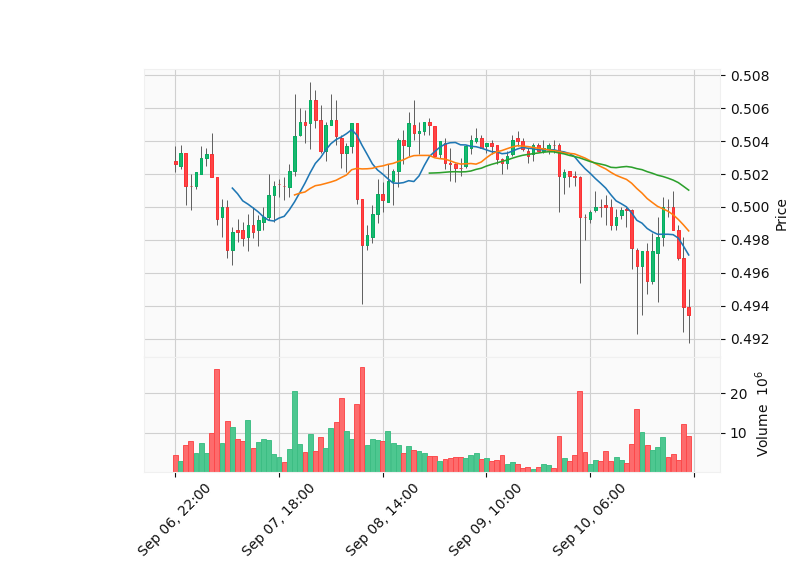 0.508
0.506
0.504
0.502
0.500
0.498
0.496
0.494
0.492
Price
20
10
Volume 10^6
Sep 06, 22:00
Sep 07, 18:00
Sep 08, 14:00
Sep 09, 10:00
Sep 10, 06:00